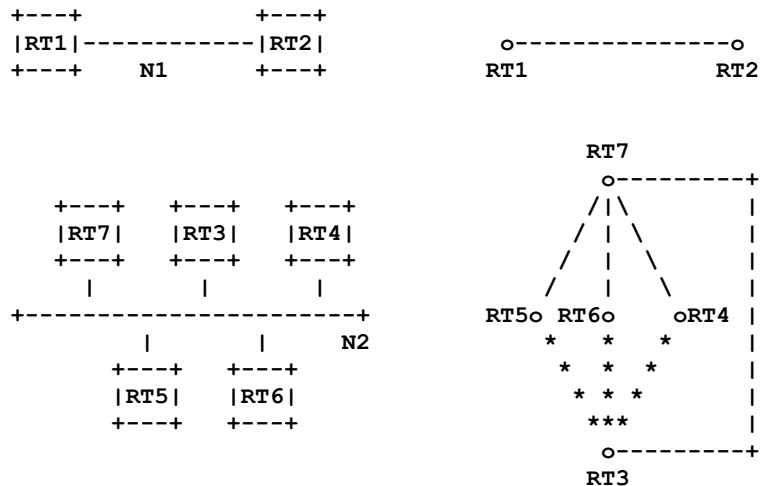 +---+ +---+
|RT1|------------|RT2| o---------------o
+---+ N1 +---+ RT1 RT2
RT7
o---------+
+---+ +---+ +---+ /|\ |
|RT7| |RT3| |RT4| / | \ |
+---+ +---+ +---+ / | \ |
| | | / | \ |
+-----------------------+ RT5o RT6o oRT4 |
| | N2 * * * |
+---+ +---+ * * * |
|RT5| |RT6| * * * |
+---+ +---+ *** |
o---------+
RT3